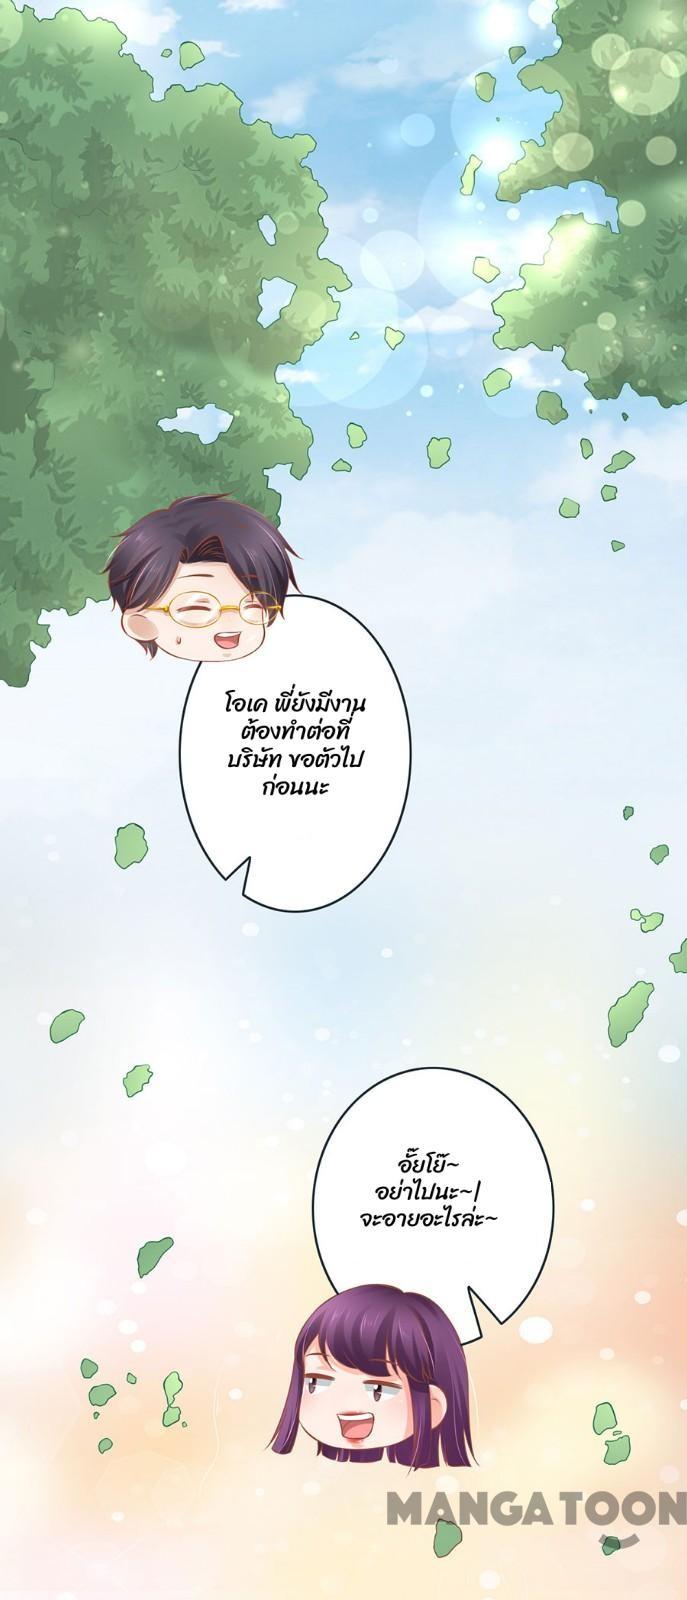 โอเค พี่ยังมีงาน
ต้องทำต่อที่
บริษัท ขอตัวไป
ก่อนนะ
อั๊ยโย๊~
อย่าไปนะ~!
จะอายอะไรล่ะ~
MANGATOON